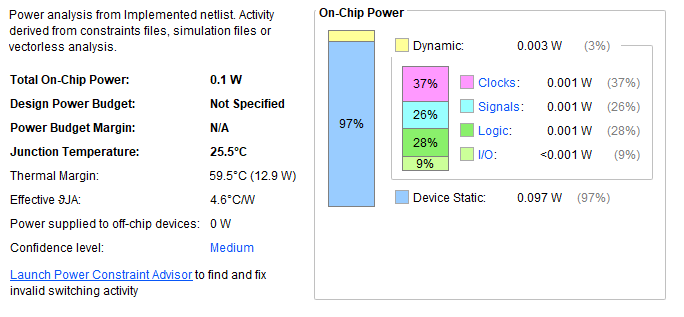 Power analysis from Implemented netlist. Activity
derived from constraints files, simulation files or
vectorless analysis.
Total On-Chip Power: 0.1 W
Design Power Budget: Not Specified
Power Budget Margin: N/A
Junction Temperature: 25.5°C
Thermal Margin: 59.5°C (12.9 W)
Effective ϑJA: 4.6°C/W
Power supplied to off-chip devices: 0 W
Confidence level: Medium
Launch Power Constraint Advisor to find and fix
invalid switching activity
On-Chip Power
97%
Dynamic: 0.003 W (3%)
37% Clocks: 0.001 W (37%)
26% Signals: 0.001 W (26%)
28% Logic: 0.001 W (28%)
9% I/O: <0.001 W (9%)
Device Static: 0.097 W (97%)